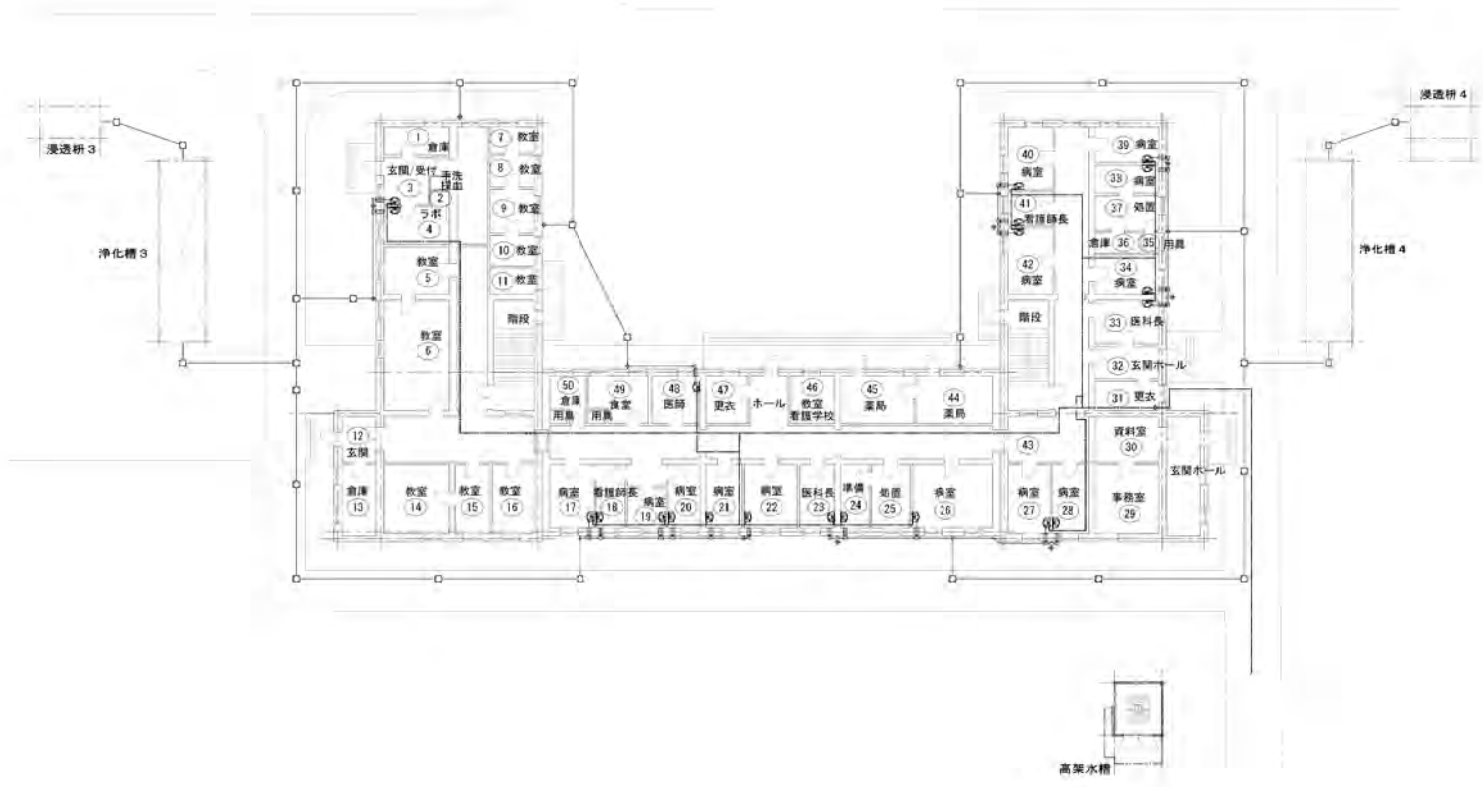 浸透枡3
浄化槽3
1
倉庫
玄関/受付
3
手洗
採血
2
ラボ
4
教室
5
教室
6
7 教室
8 教室
9 教室
10 教室
11 教室
階段
12
玄関
倉庫
13
教室
14
教室
15
教室
16
50
倉庫
用具
49
食堂
用具
48
医師
47
更衣
ホール
46
教室
看護学校
45
薬局
44
薬局
病室
17
看護師長
18
病室
19
病室
20
病室
21
病室
22
医科長
23
準備
24
処置
25
病室
26
病室
27
病室
28
43
40
病室
41
看護師長
42
病室
階段
39 病室
38
病室
37 処置
倉庫 36 35 用具
34
病室
33 医科長
32 玄関ホール
31 更衣
資料室
30
事務室
29
玄関ホール
浸透枡4
浄化槽4
高架水槽